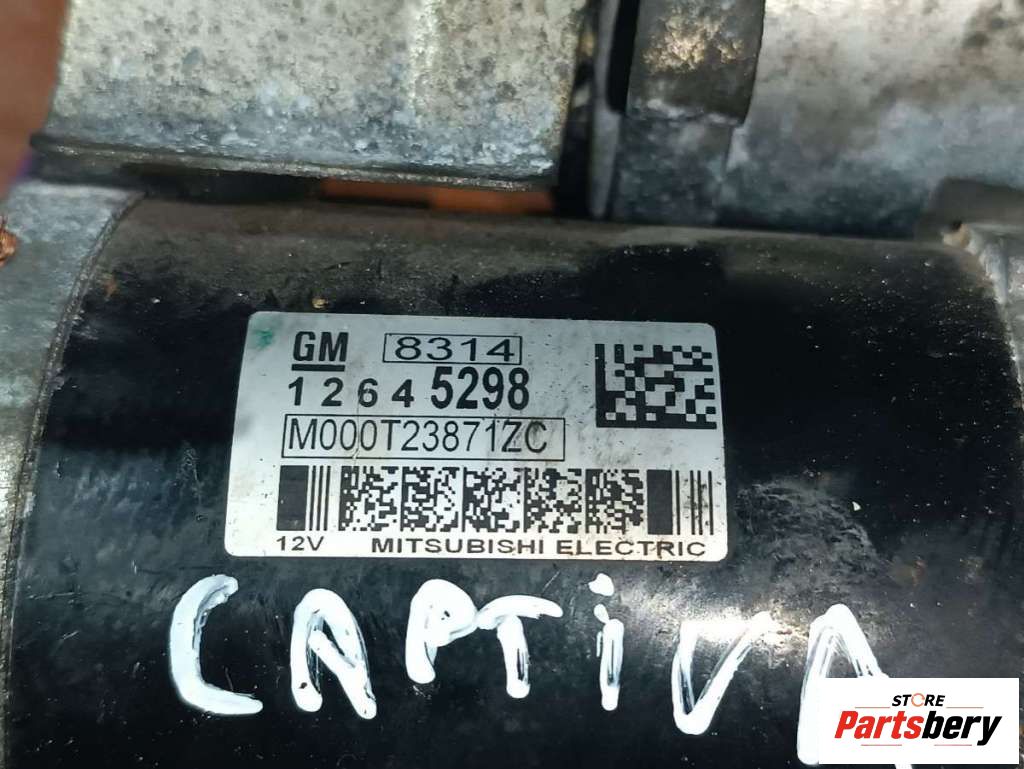 GM 8314
12645298
M000T23871ZC
12V MITSUBISHI ELECTRIC
CAPTiVA
STORE
Partsbery